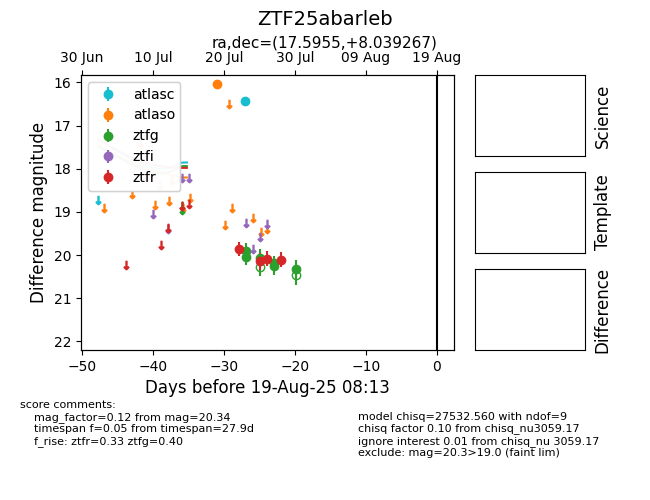 ZTF25abarleb
ra,dec=(17.5955,+8.039267)
30 Jun 10 Jul 20 Jul 30 Jul 09 Aug 19 Aug
16
17
18
19
20
21
22
Difference magnitude
atlasc
atlaso
ztfg
ztfi
ztfr
−50 −40 −30 −20 −10 0
Days before 19-Aug-25 08:13
Science
Template
Difference
score comments:
mag_factor=0.12 from mag=20.34
timespan f=0.05 from timespan=27.9d
f_rise: ztfr=0.33 ztfg=0.40
model chisq=27532.560 with ndof=9
chisq factor 0.10 from chisq_nu3059.17
ignore interest 0.01 from chisq_nu 3059.17
exclude: mag=20.3>19.0 (faint lim)